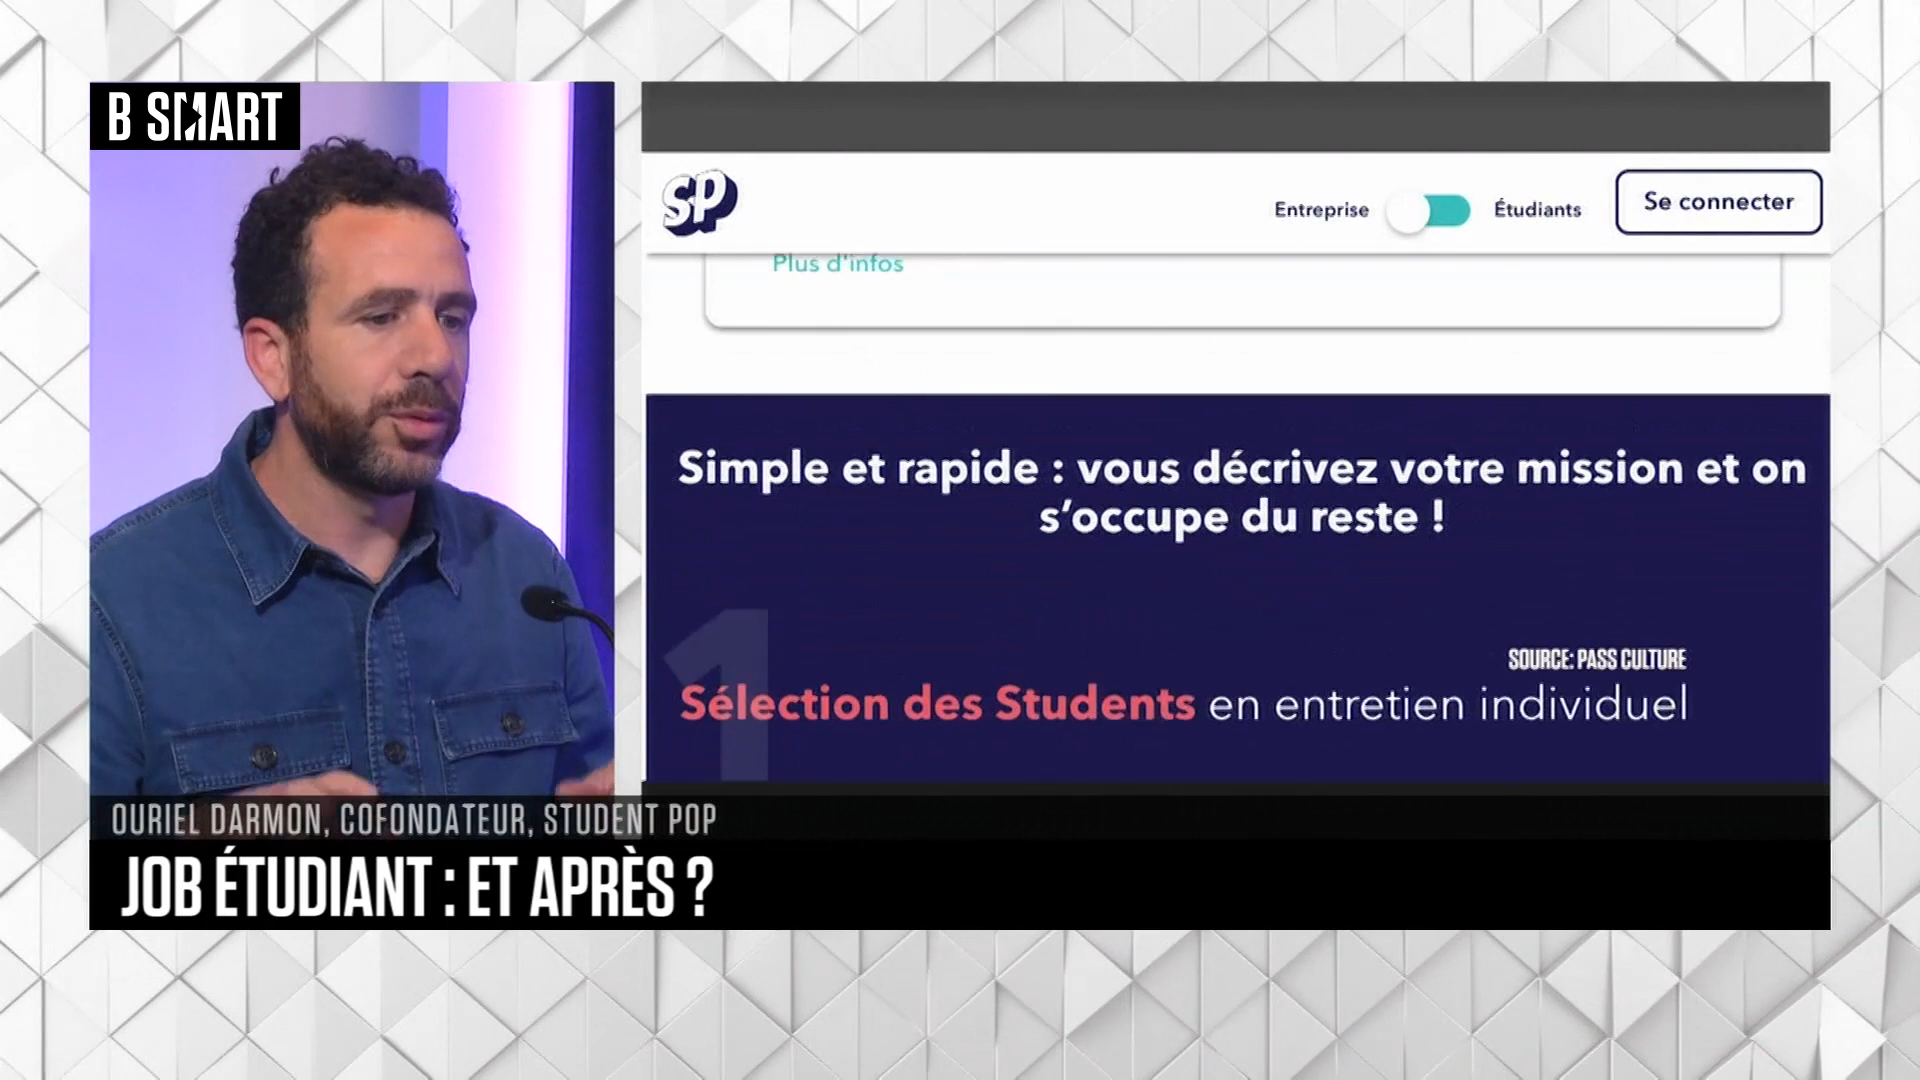 B SMART
SP
Entreprise
Étudiants
Se connecter
Plus d'infos
Simple et rapide : vous décrivez votre mission et on
s’occupe du reste !
1
SOURCE: PASS CULTURE
Sélection des Students en entretien individuel
OURIEL DARMON, COFONDATEUR, STUDENT POP
JOB ÉTUDIANT : ET APRÈS ?